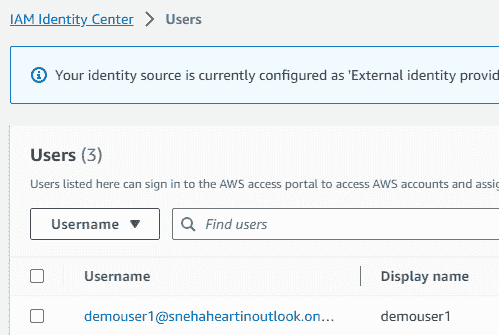 IAM Identity Center > Users
Your identity source is currently configured as 'External identity provid
Users (3)
Users listed here can sign in to the AWS access portal to access AWS accounts and assig
Username ▼ Find users
Username Display name
demouser1@snehaheartinoutlook.on... demouser1